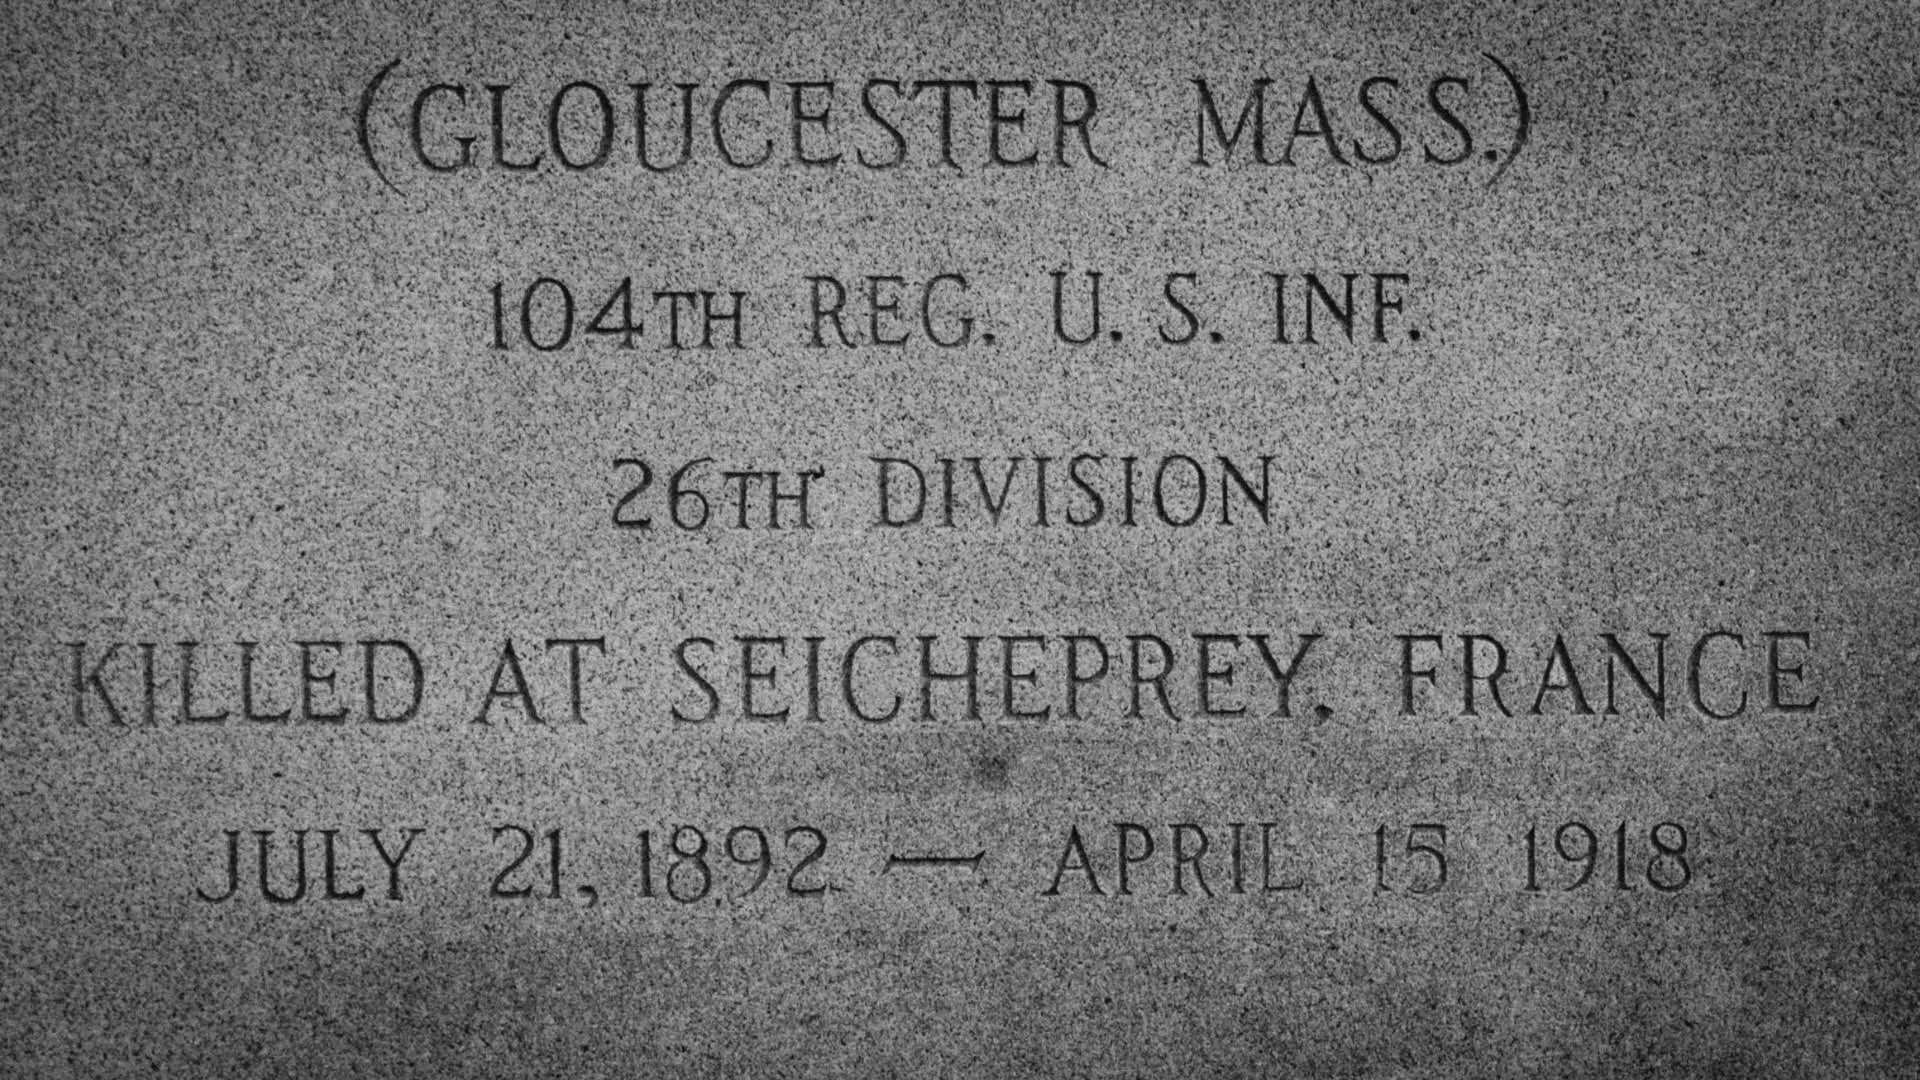 (GLOUCESTER MASS.)
104TH REG. U. S. INF.
26TH DIVISION
KILLED AT SEICHEPREY, FRANCE
JULY 21, 1892 — APRIL 15 1918